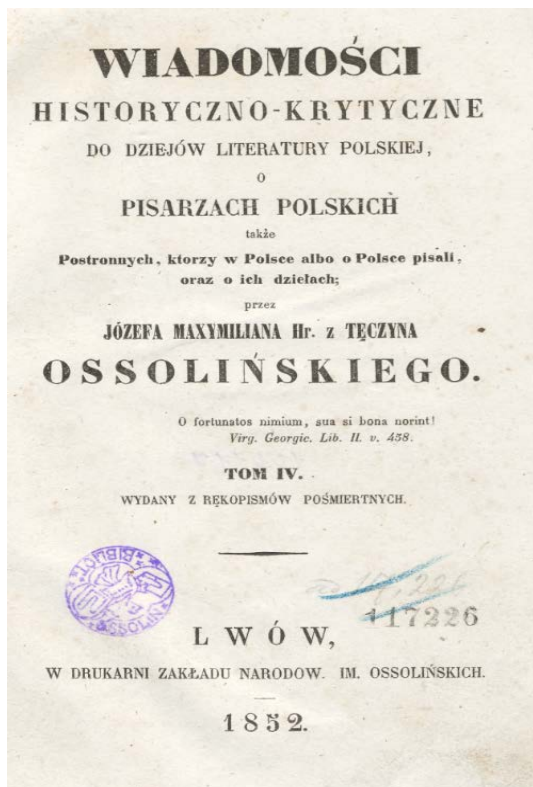 WIADOMOŚCI
HISTORYCZNO-KRYTYCZNE
DO DZIEJÓW LITERATURY POLSKIEJ,
O
PISARZACH POLSKICH
także
Postronnych, ktorzy w Polsce albo o Polsce pisali,
oraz o ich dziełach;
przez
JÓZEFA MAXYMILIANA Hr. z TĘCZYNA
OSSOLIŃSKIEGO.
O fortunatos nimium, sua si bona norint!
Virg. Georgic. Lib. II. v. 458.
TOM IV.
WYDANY Z RĘKOPISMÓW POŚMIERTNYCH.
117226
LWÓW,
W DRUKARNI ZAKŁADU NARODOW. IM. OSSOLIŃSKICH.
1852.